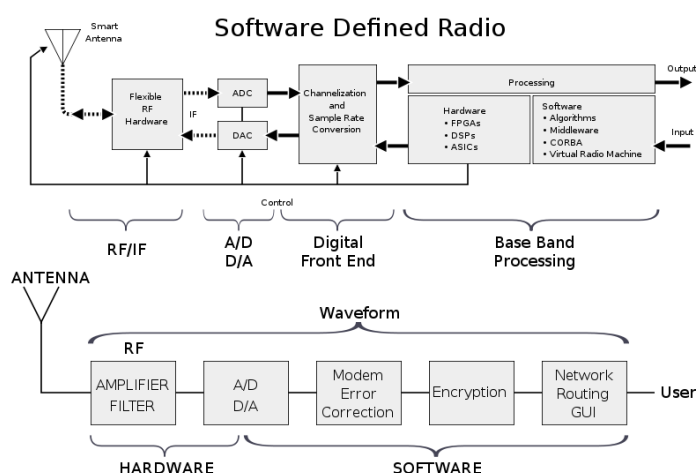 Software Defined Radio
Smart
Antenna
Flexible
RF
Hardware
IF
ADC
DAC
Channelization
and
Sample Rate
Conversion
Processing
Hardware
• FPGAs
• DSPs
• ASICs
Software
• Algorithms
• Middleware
• CORBA
• Virtual Radio Machine
Output
Input
Control
RF/IF
A/D
D/A
Digital
Front End
Base Band
Processing
ANTENNA
Waveform
RF
AMPLIFIER
FILTER
A/D
D/A
Modem
Error
Correction
Encryption
Network
Routing
GUI
User
HARDWARE
SOFTWARE